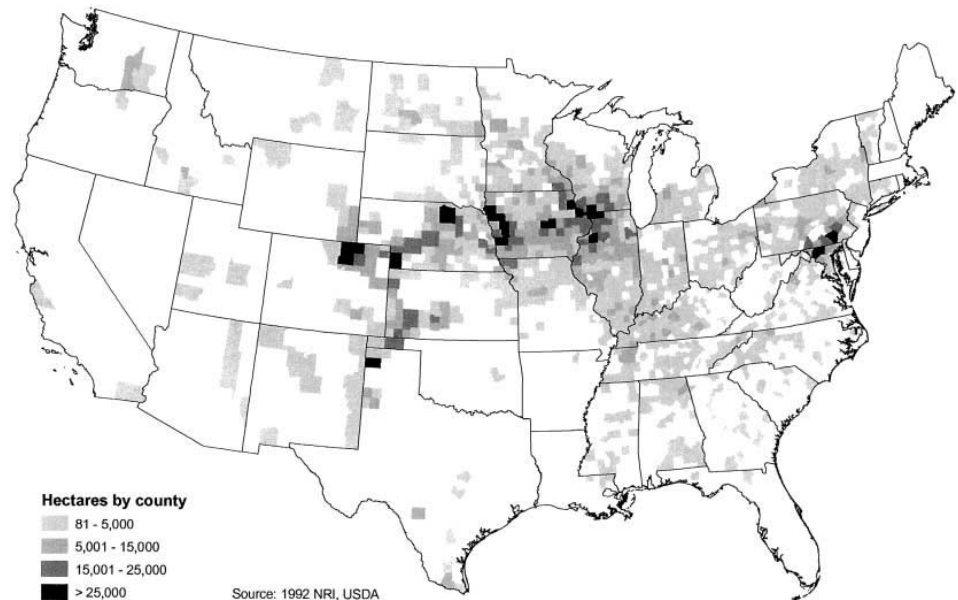 Hectares by county
81 - 5,000
5,001 - 15,000
15,001 - 25,000
> 25,000
Source: 1992 NRI, USDA